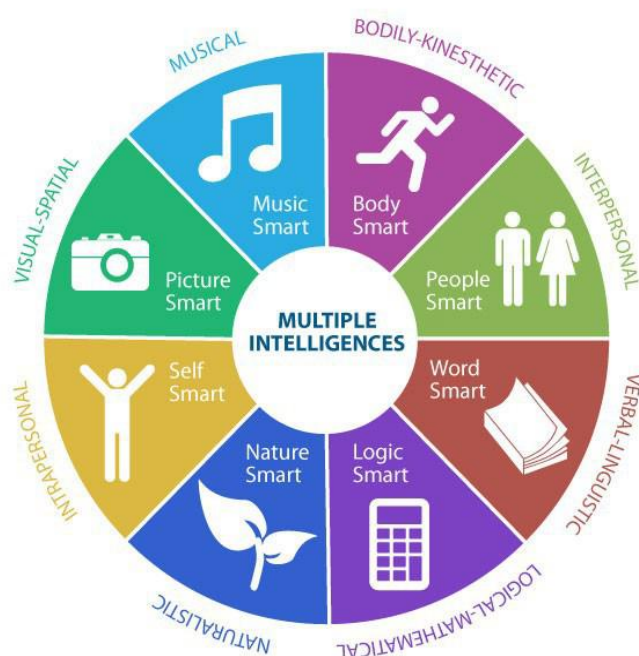 MUSICAL
BODILY-KINESTHETIC
INTERPERSONAL
VERBAL-LINGUISTIC
LOGICAL-MATHEMATICAL
NATURALISTIC
INTRAPERSONAL
VISUAL-SPATIAL
Music
Smart
Body
Smart
People
Smart
Word
Smart
Logic
Smart
Nature
Smart
Self
Smart
Picture
Smart
MULTIPLE
INTELLIGENCES